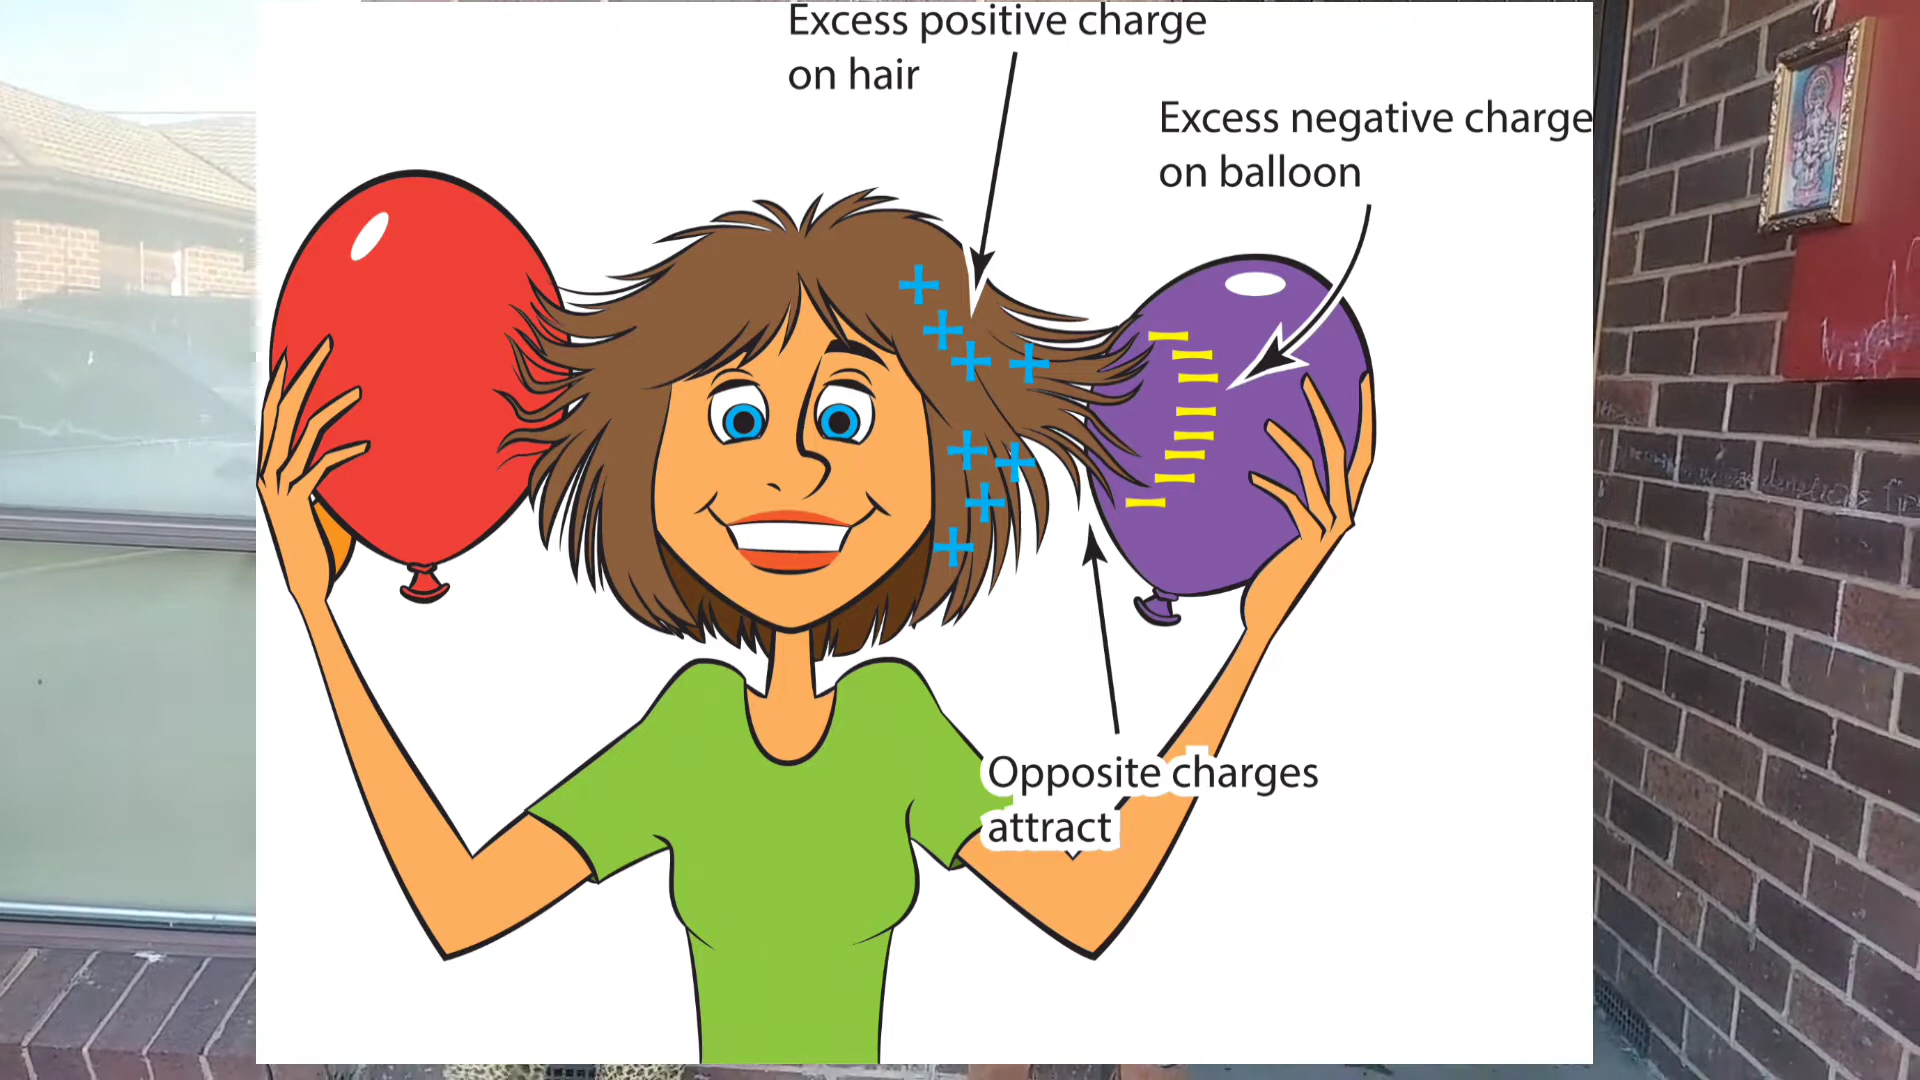 Excess positive charge
on hair
Excess negative charge
on balloon
Opposite charges
attract